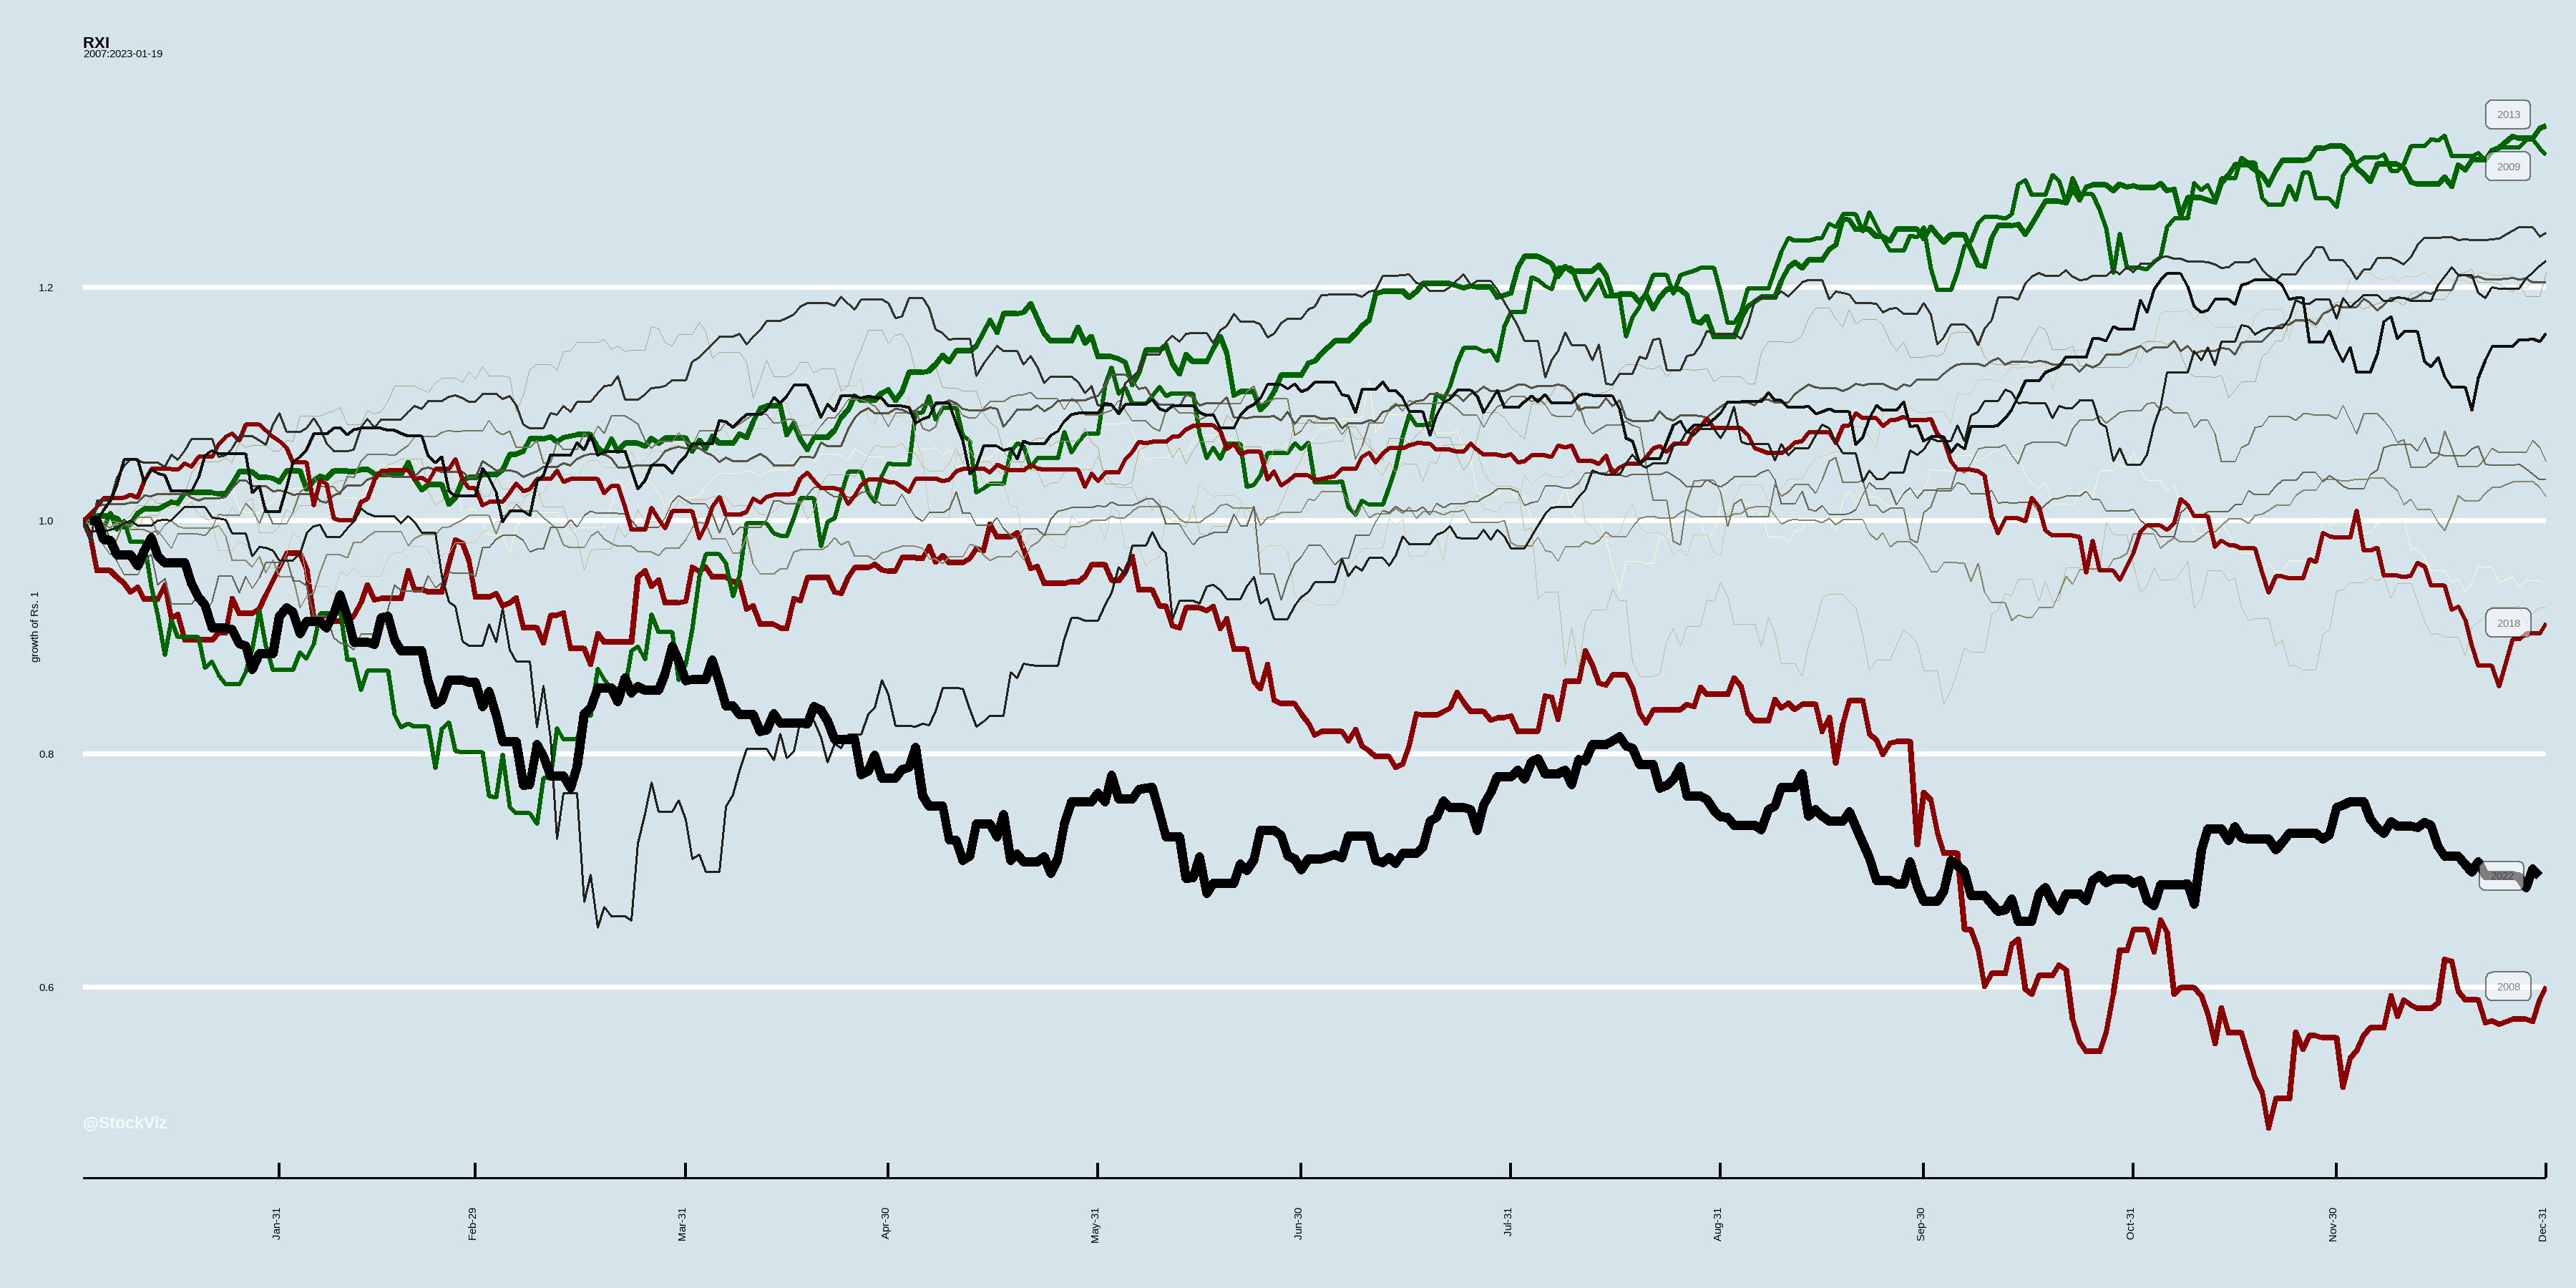 RXI
2007:2023-01-19
2013
2009
1.2
1.0
growth of Rs. 1
2018
0.8
2022
0.6
2008
@StockViz
Jan-31
Feb-29
Mar-31
Apr-30
May-31
Jun-30
Jul-31
Aug-31
Sep-30
Oct-31
Nov-30
Dec-31